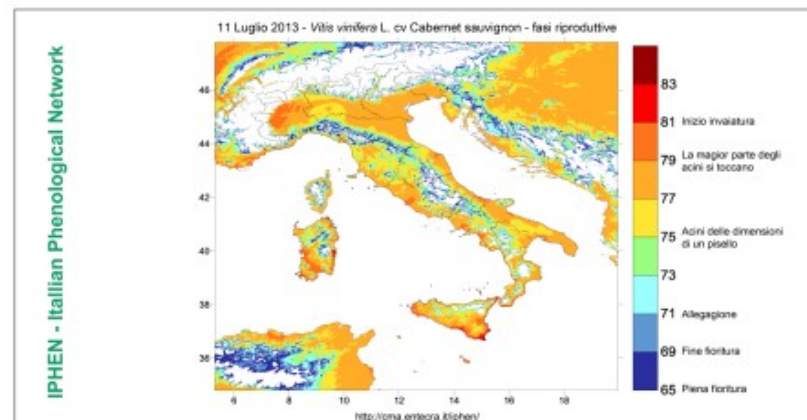 IPHEN - Itallian Phenological Network
11 Luglio 2013 - Vitis vinifera L. cv Cabernet sauvignon - fasi riproduttive
46
44
42
40
38
36
6
8
10
12
14
16
18
83
81
Inizio invaiatura
79
La magior parte degli
acini si toccano
77
75
Acini delle dimensioni
di un pisello
73
71
Allegagione
69
Fine fioritura
65
Piena fioritura
http://cma.entecra.it/iphen/